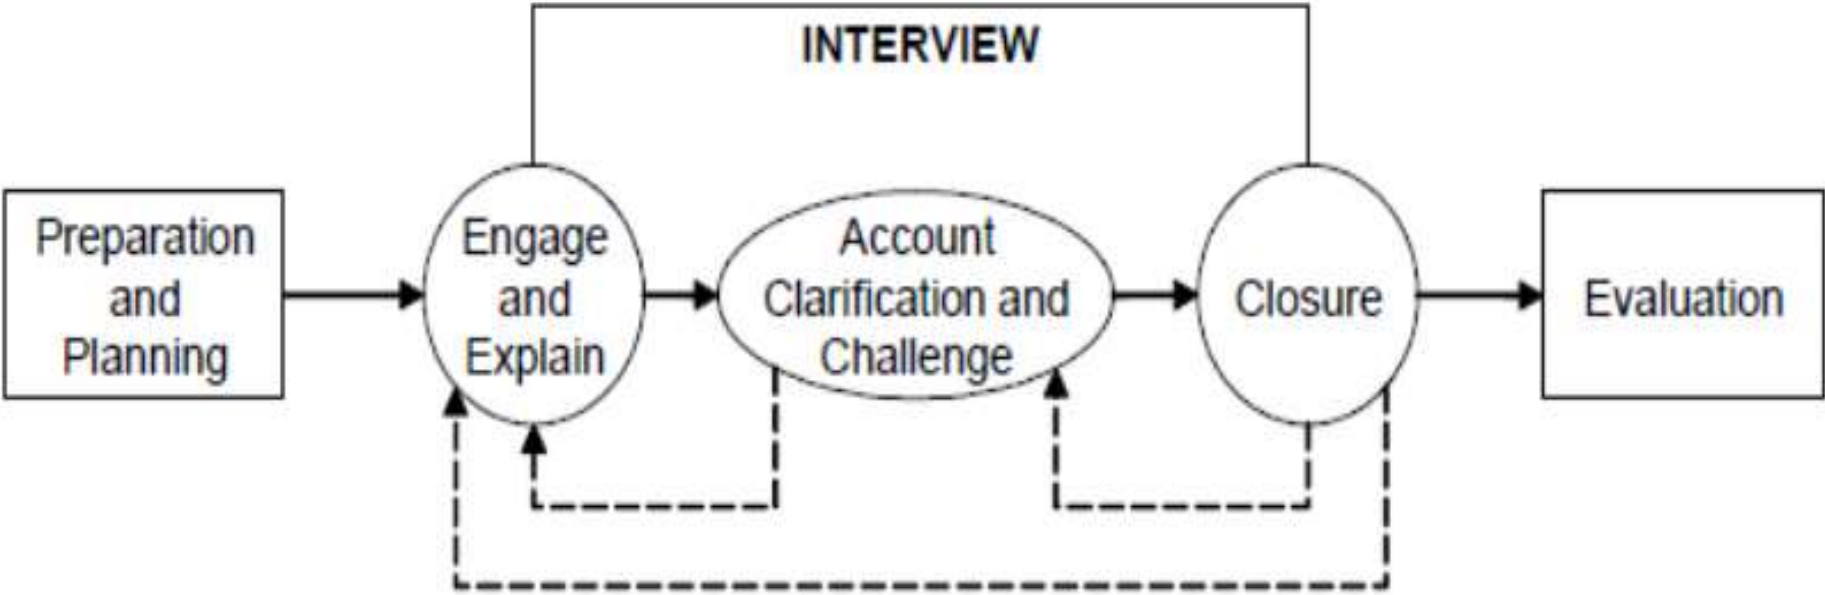 INTERVIEW
Preparation
and
Planning
Engage
and
Explain
Account
Clarification and
Challenge
Closure
Evaluation